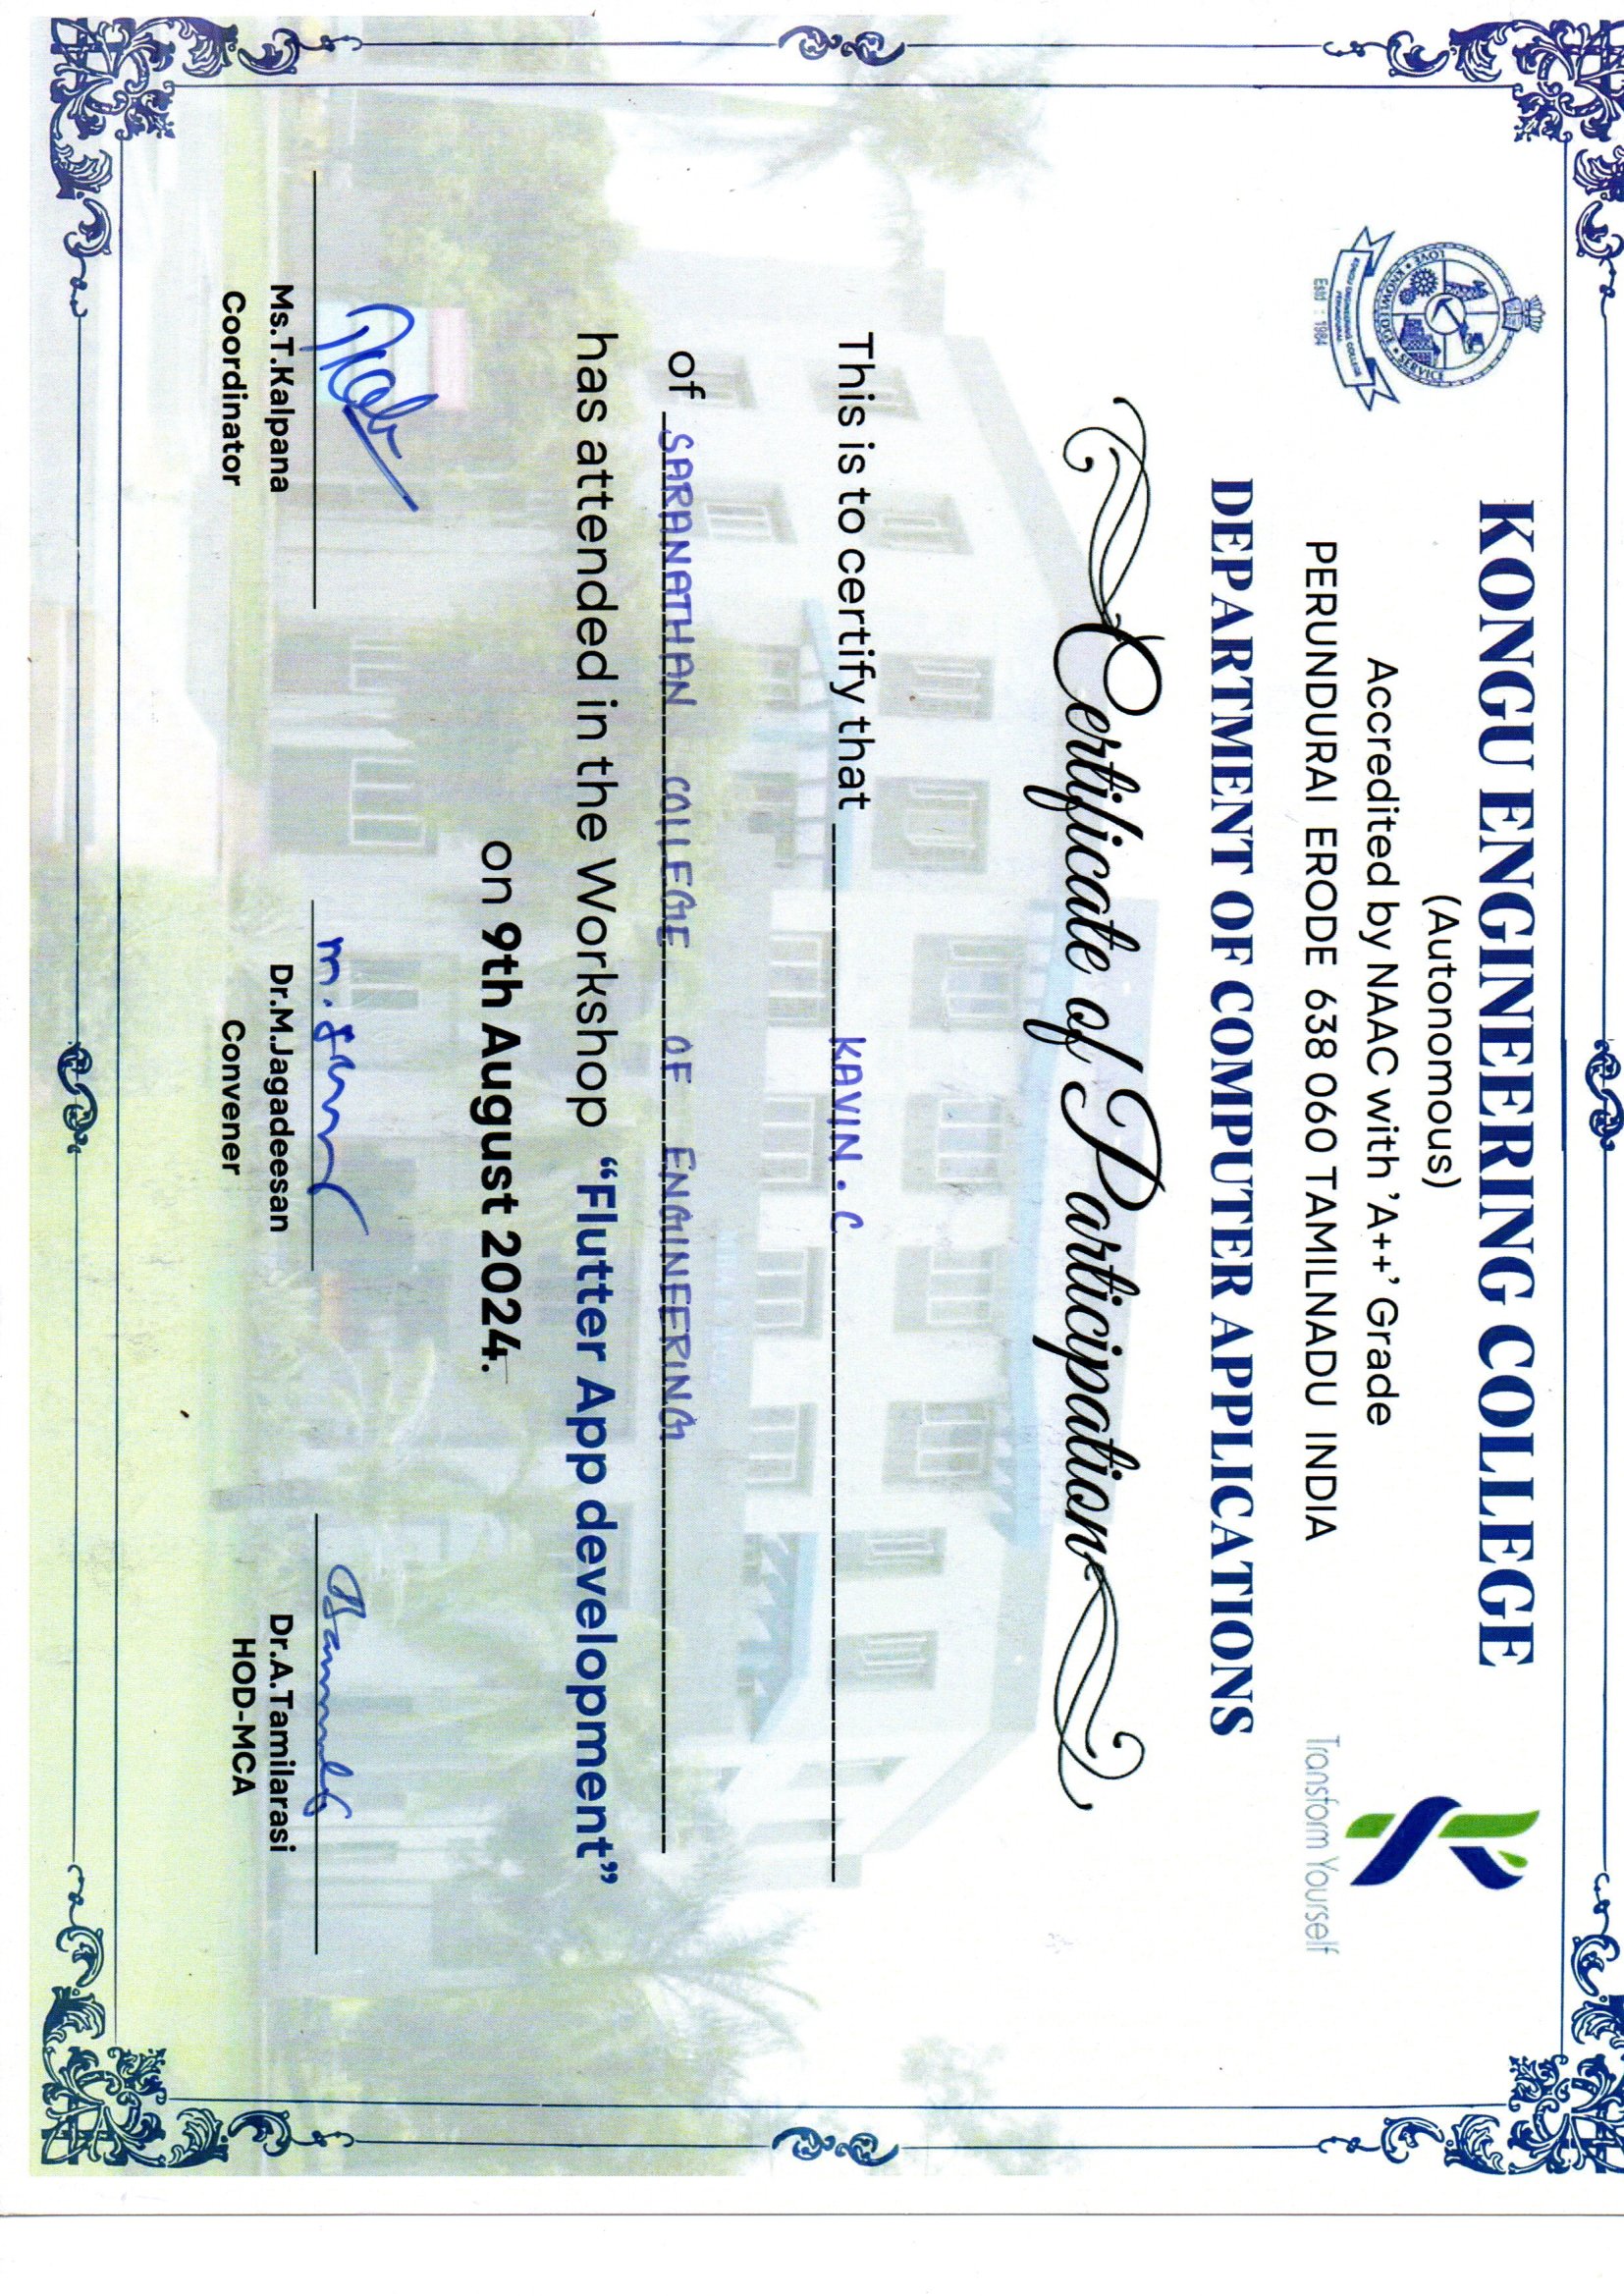 KONGU ENGINEERING COLLEGE
(Autonomous)
Accredited by NAAC with ’A++’ Grade
PERUNDURAI ERODE 638 060 TAMILNADU INDIA
LOVE • KNOWLEDGE • SERVICE
KONGU ENGINEERING COLLEGE
PERUNDURAI
Estd : 1984
Transform Yourself
DEPARTMENT OF COMPUTER APPLICATIONS
Certificate of Participation
This is to certify that KAVIN . C
of SARANATHAN COLLEGE OF ENGINEERING
has attended in the Workshop “Flutter App development”
on 9th August 2024.
Ms.T.Kalpana
Coordinator
Dr.M.Jagadeesan
Convener
Dr.A.Tamilarasi
HOD-MCA